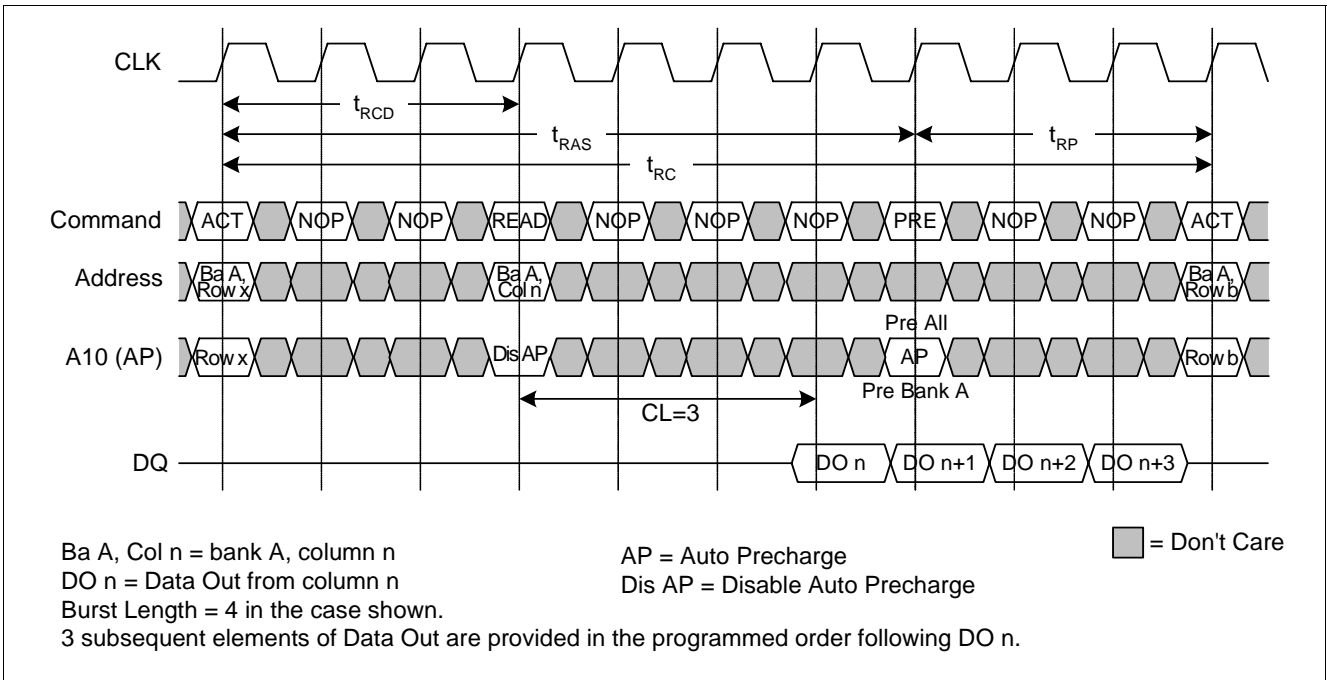 CLK
tRCD
tRAS
tRP
tRC
Command ACT NOP NOP READ NOP NOP NOP PRE NOP NOP ACT
Address Ba A, Row x Ba A, Col n Ba A, Row b
Pre All
A10 (AP) Row x Dis AP AP Row b
Pre Bank A
CL=3
DQ DO n DO n+1 DO n+2 DO n+3
Ba A, Col n = bank A, column n
DO n = Data Out from column n
Burst Length = 4 in the case shown.
3 subsequent elements of Data Out are provided in the programmed order following DO n.
AP = Auto Precharge
Dis AP = Disable Auto Precharge
= Don't Care